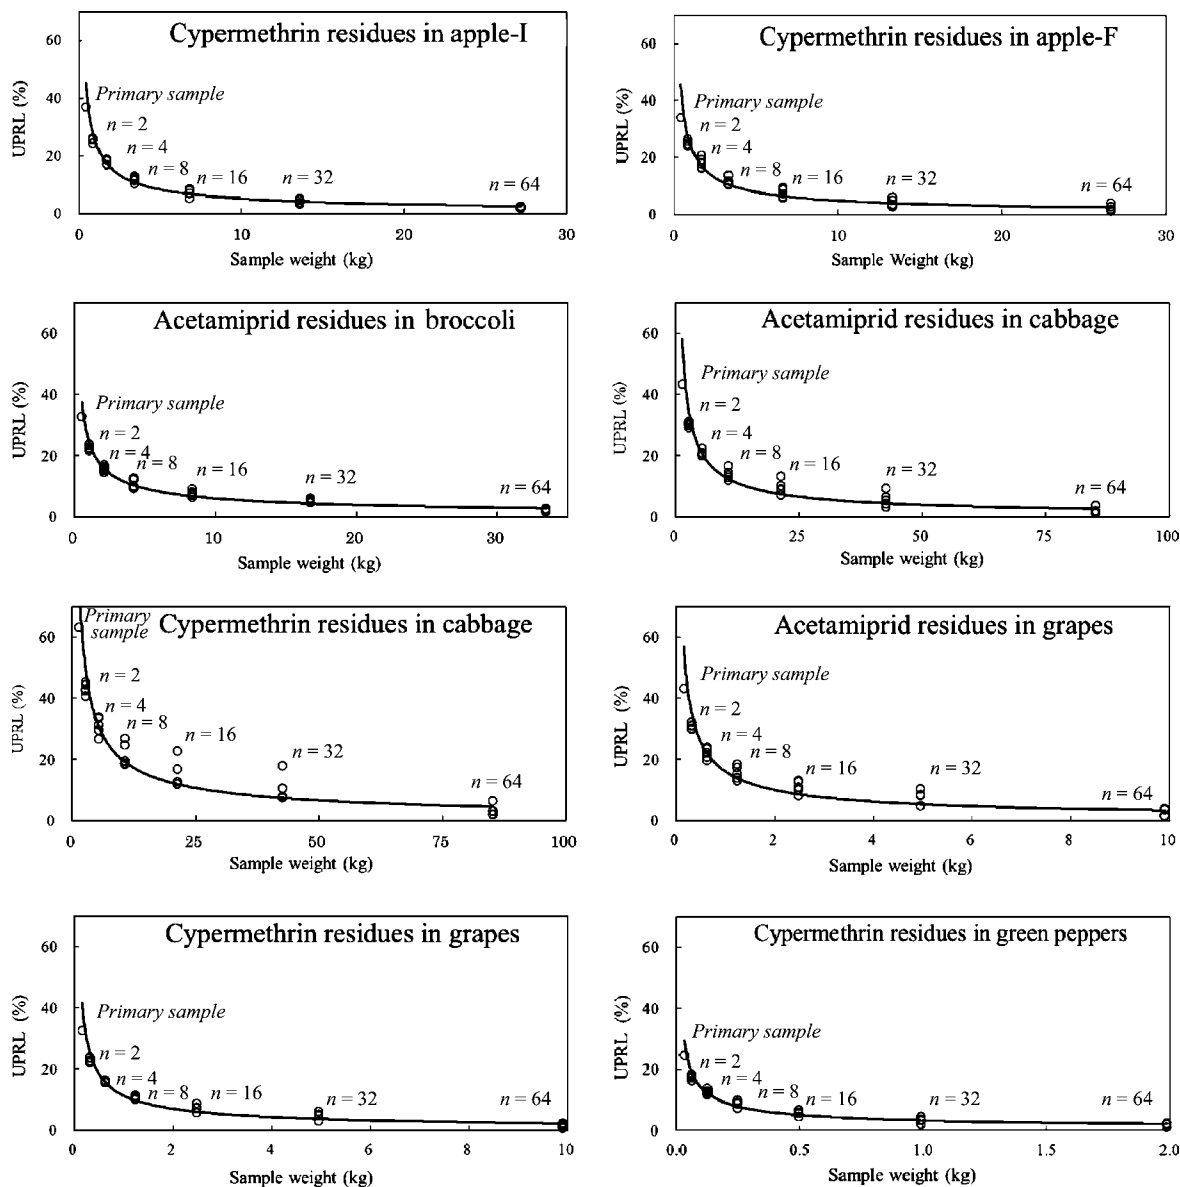 Cypermethrin residues in apple-I
UPRL (%)
60
40
20
0
Primary sample
n = 2
n = 4
n = 8
n = 16
n = 32
n = 64
0 10 20 30
Sample weight (kg)
Cypermethrin residues in apple-F
UPRL (%)
60
40
20
0
Primary sample
n = 2
n = 4
n = 8
n = 16
n = 32
n = 64
0 10 20 30
Sample Weight (kg)
Acetamiprid residues in broccoli
UPRL (%)
60
40
20
0
Primary sample
n = 2
n = 4
n = 8
n = 16
n = 32
n = 64
0 10 20 30
Sample weight (kg)
Acetamiprid residues in cabbage
UPRL (%)
60
40
20
0
Primary sample
n = 2
n = 4
n = 8
n = 16
n = 32
n = 64
0 25 50 75 100
Sample weight (kg)
Cypermethrin residues in cabbage
UPRL (%)
60
40
20
0
Primary
sample
n = 2
n = 4
n = 8
n = 16
n = 32
n = 64
0 25 50 75 100
Sample weight (kg)
Acetamiprid residues in grapes
UPRL (%)
60
40
20
0
Primary sample
n = 2
n = 4
n = 8
n = 16
n = 32
n = 64
0 2 4 6 8 10
Sample weight (kg)
Cypermethrin residues in grapes
UPRL (%)
60
40
20
0
Primary sample
n = 2
n = 4
n = 8
n = 16
n = 32
n = 64
0 2 4 6 8 10
Sample weight (kg)
Cypermethrin residues in green peppers
UPRL (%)
60
40
20
0
Primary sample
n = 2
n = 4
n = 8
n = 16
n = 32
n = 64
0.0 0.5 1.0 1.5 2.0
Sample weight (kg)